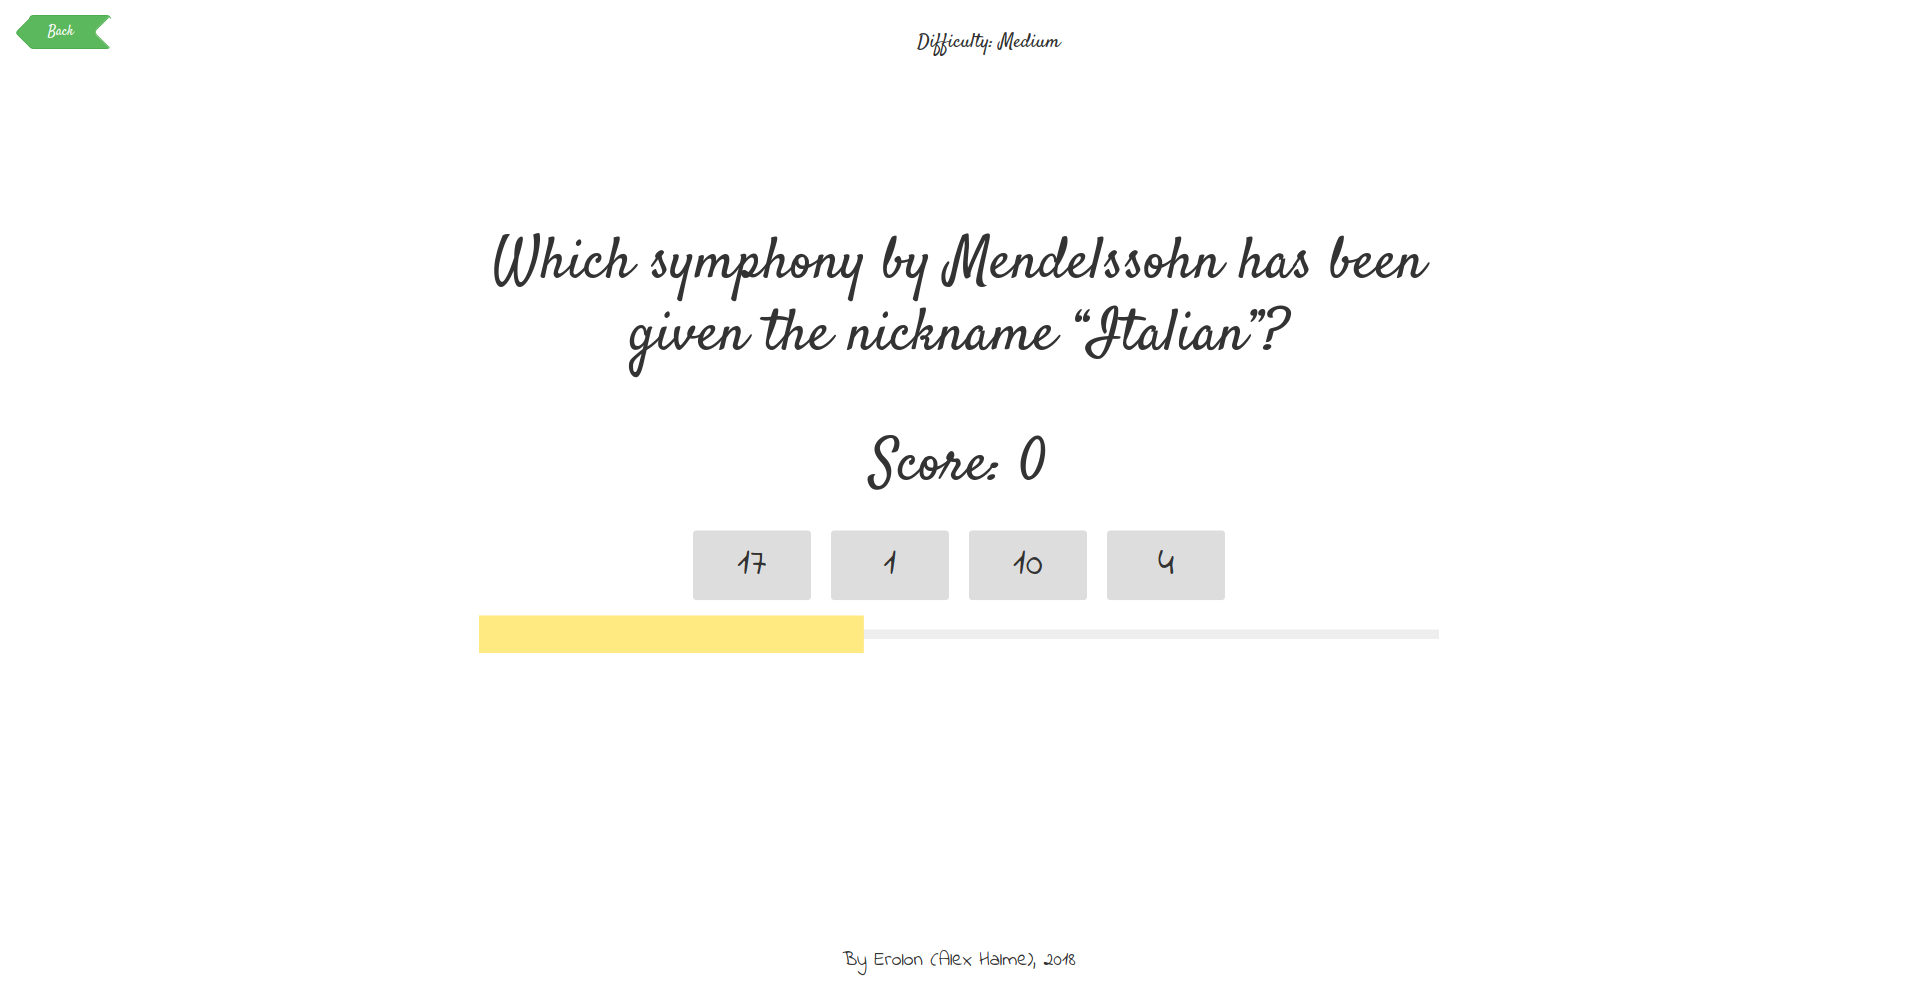 Back
Difficulty: Medium
Which symphony by Mendelssohn has been
given the nickname “Italian”?
Score: 0
17 1 10 4
By Erolon (Alex Halme), 2018